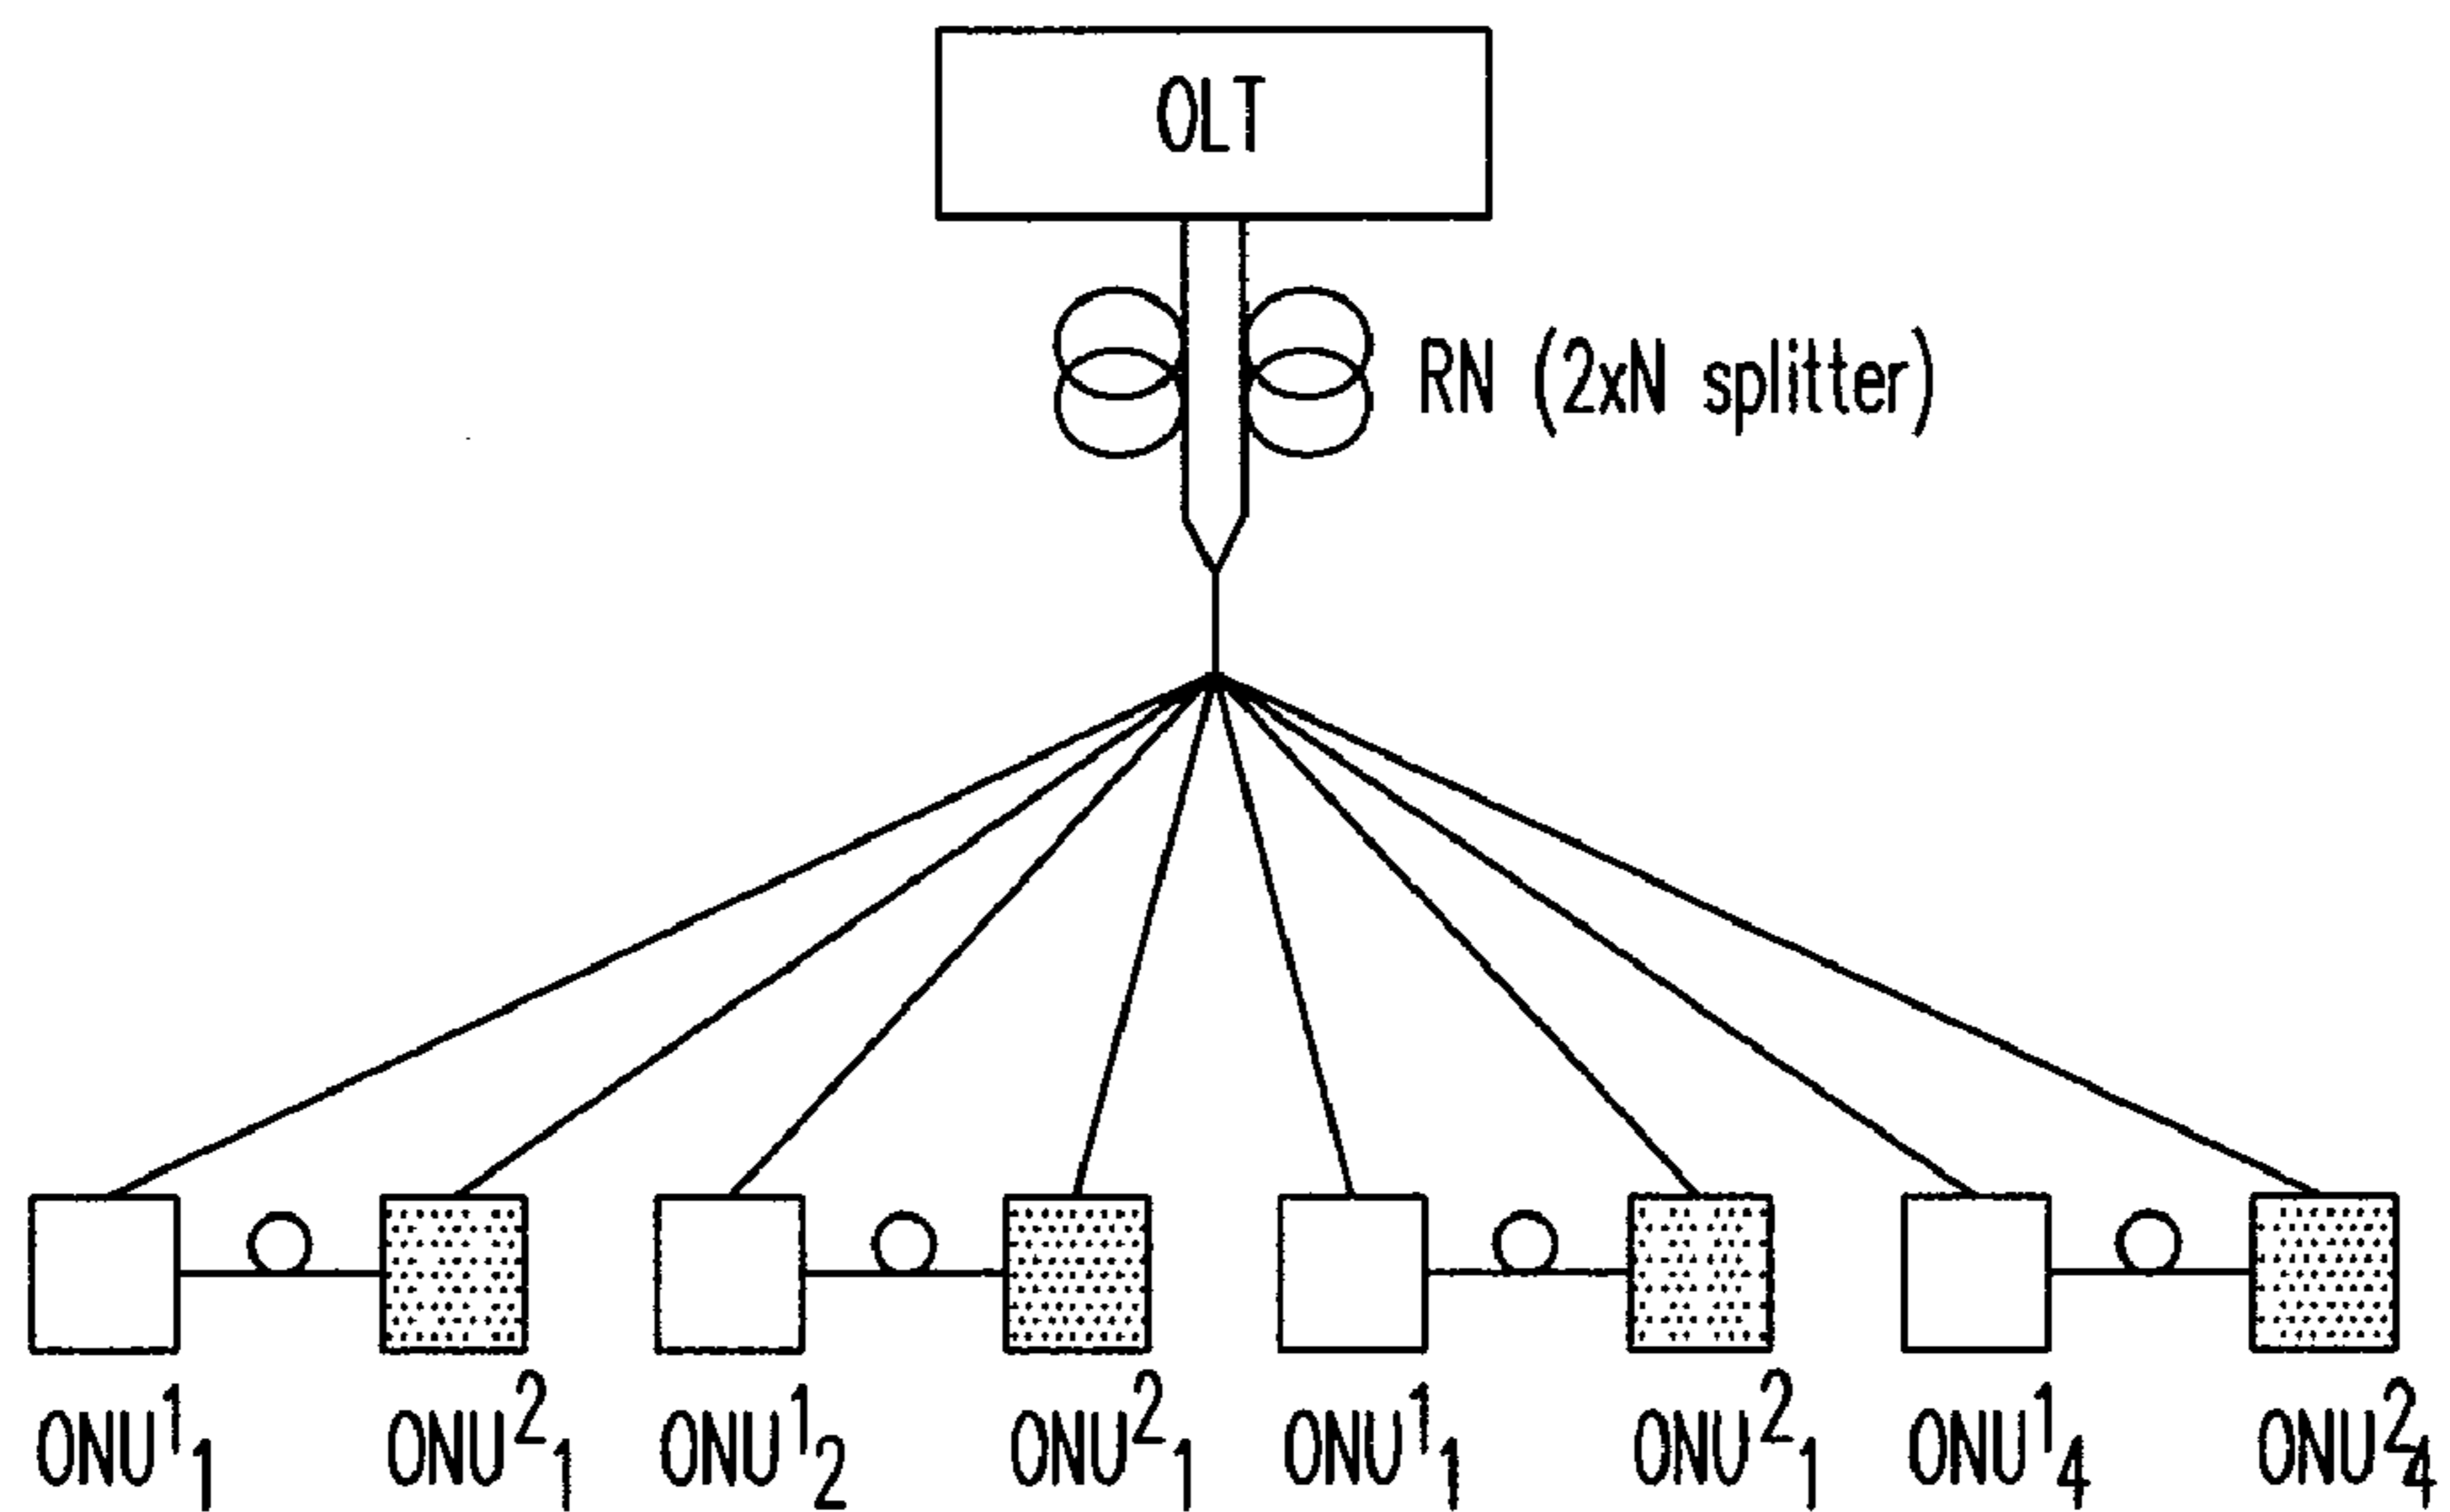 OLT
RN (2xN splitter)
ONU¹₁ ONU²₁ ONU¹₂ ONU²₁ ONU¹₁ ONU²₁ ONU¹₄ ONU²₄